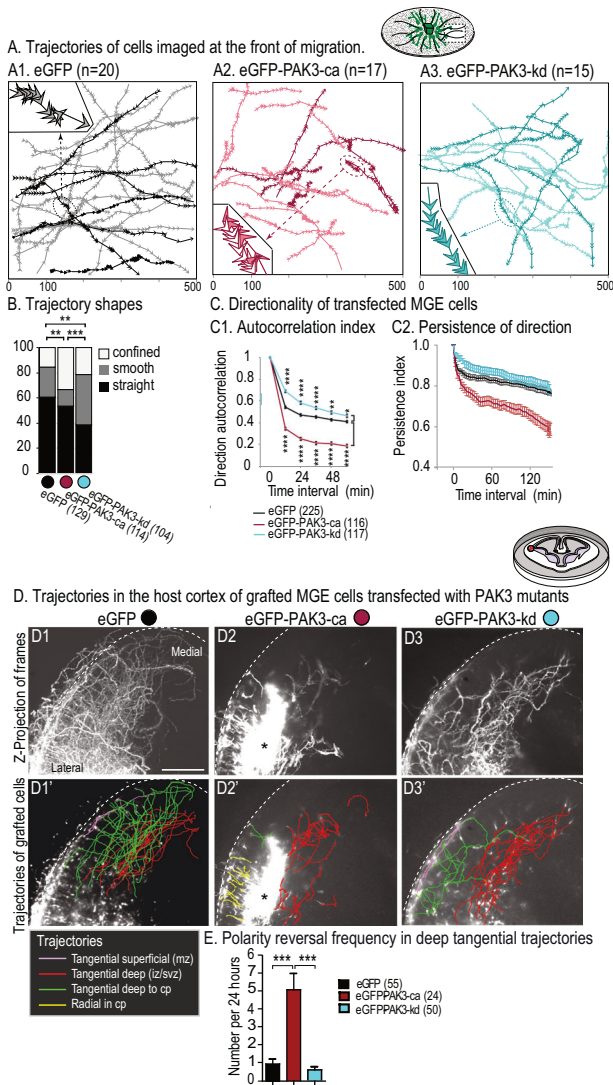 A. Trajectories of cells imaged at the front of migration.
A1. eGFP (n=20)
A2. eGFP-PAK3-ca (n=17)
A3. eGFP-PAK3-kd (n=15)
0 100 500
0 100 500
0 100 500
B. Trajectory shapes
** 
** ***
100
80
60
40
20
0
confined
smooth
straight
eGFP (129)
eGFP-PAK3-ca (114)
eGFP-PAK3-kd (104)
C. Directionality of transfected MGE cells
C1. Autocorrelation index
Direction autocorrelation
1
0.8
0.6
0.4
0.2
0
0 24 48
Time interval (min)
eGFP (225)
eGFP-PAK3-ca (116)
eGFP-PAK3-kd (117)
C2. Persistence of direction
Persistence index
1.0
0.8
0.6
0.4
0 60 120
Time interval (min)
D. Trajectories in the host cortex of grafted MGE cells transfected with PAK3 mutants
eGFP
eGFP-PAK3-ca
eGFP-PAK3-kd
Z-Projection of frames
D1
Medial
Lateral
D2
*
D3
Trajectories of grafted cells
D1'
D2'
*
D3'
Trajectories
Tangential superficial (mz)
Tangential deep (iz/svz)
Tangential deep to cp
Radial in cp
E. Polarity reversal frequency in deep tangential trajectories
Number per 24 hours
6
5
4
3
2
1
0
*** ***
eGFP (55)
eGFPPAK3-ca (24)
eGFPPAK3-kd (50)